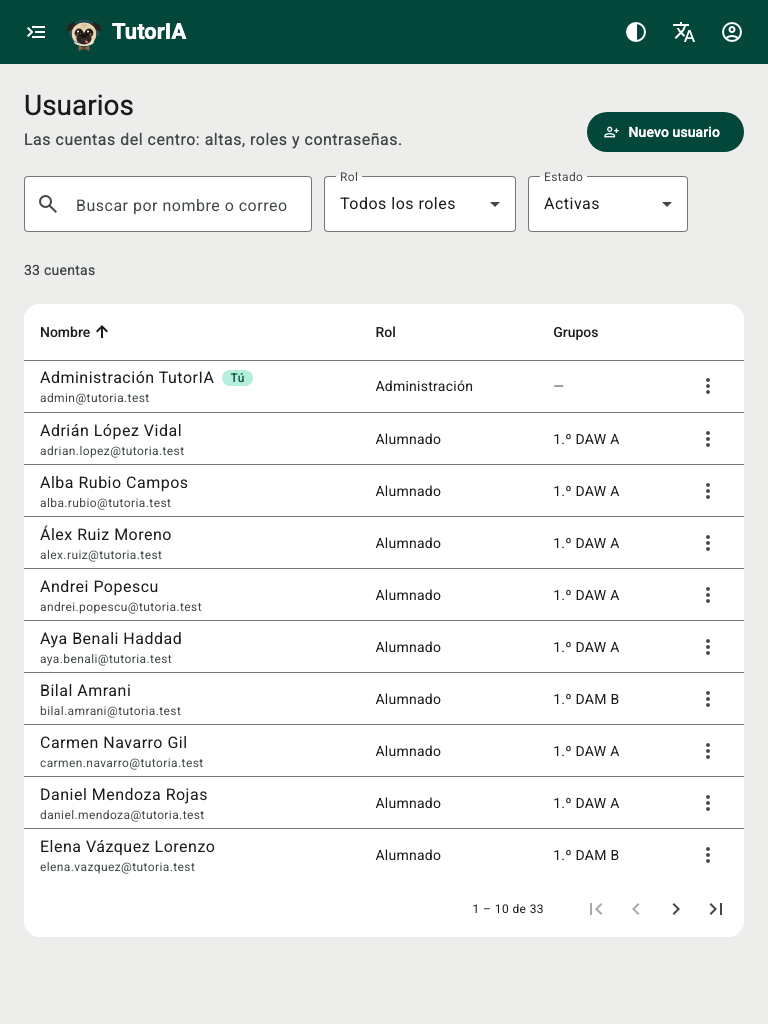 TutorIA
Usuarios
Las cuentas del centro: altas, roles y contraseñas.
Nuevo usuario
Buscar por nombre o correo
Rol
Todos los roles
Estado
Activas
33 cuentas
Nombre Rol Grupos
Administración TutorIA Tú
admin@tutoria.test
Administración
—
Adrián López Vidal
adrian.lopez@tutoria.test
Alumnado
1.º DAW A
Alba Rubio Campos
alba.rubio@tutoria.test
Alumnado
1.º DAW A
Álex Ruiz Moreno
alex.ruiz@tutoria.test
Alumnado
1.º DAW A
Andrei Popescu
andrei.popescu@tutoria.test
Alumnado
1.º DAW A
Aya Benali Haddad
aya.benali@tutoria.test
Alumnado
1.º DAW A
Bilal Amrani
bilal.amrani@tutoria.test
Alumnado
1.º DAM B
Carmen Navarro Gil
carmen.navarro@tutoria.test
Alumnado
1.º DAW A
Daniel Mendoza Rojas
daniel.mendoza@tutoria.test
Alumnado
1.º DAW A
Elena Vázquez Lorenzo
elena.vazquez@tutoria.test
Alumnado
1.º DAM B
1 – 10 de 33